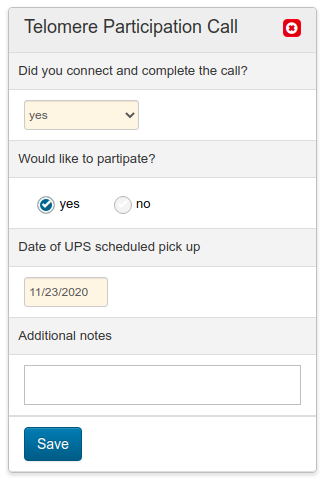 Telomere Participation Call
Did you connect and complete the call?
yes
Would like to partipate?
yes no
Date of UPS scheduled pick up
11/23/2020
Additional notes
Save